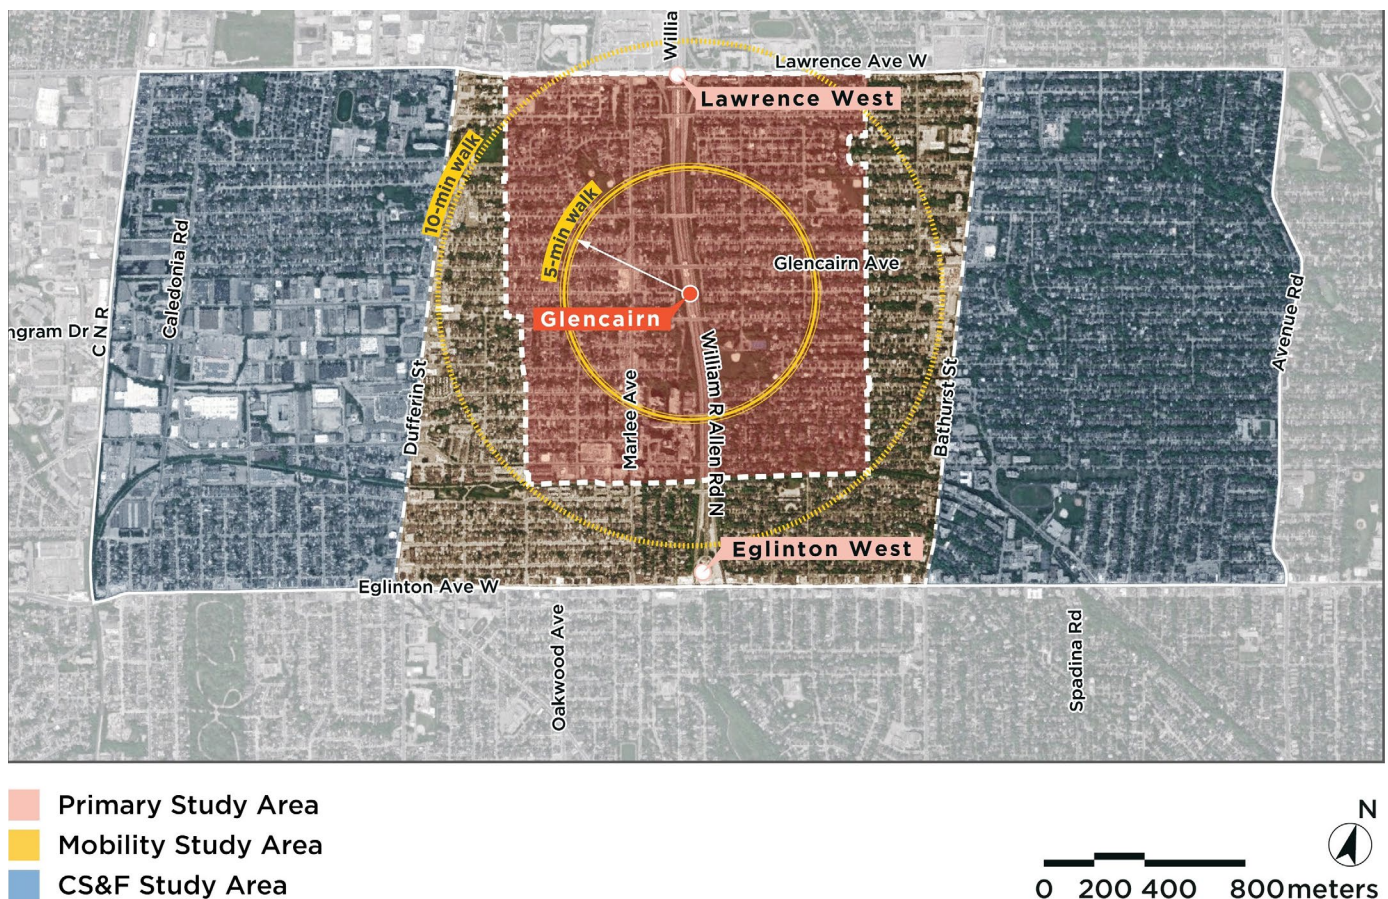 Willia
Lawrence Ave W
Lawrence West
10-min walk
5-min walk
Caledonia Rd
Glencairn Ave
Glencairn
ngram Dr
C N R
Avenue Rd
Dufferin St
Marlee Ave
William R Allen Rd N
Bathurst St
Eglinton West
Eglinton Ave W
Oakwood Ave
Spadina Rd
Primary Study Area
Mobility Study Area
CS&F Study Area
N
0 200 400 800meters